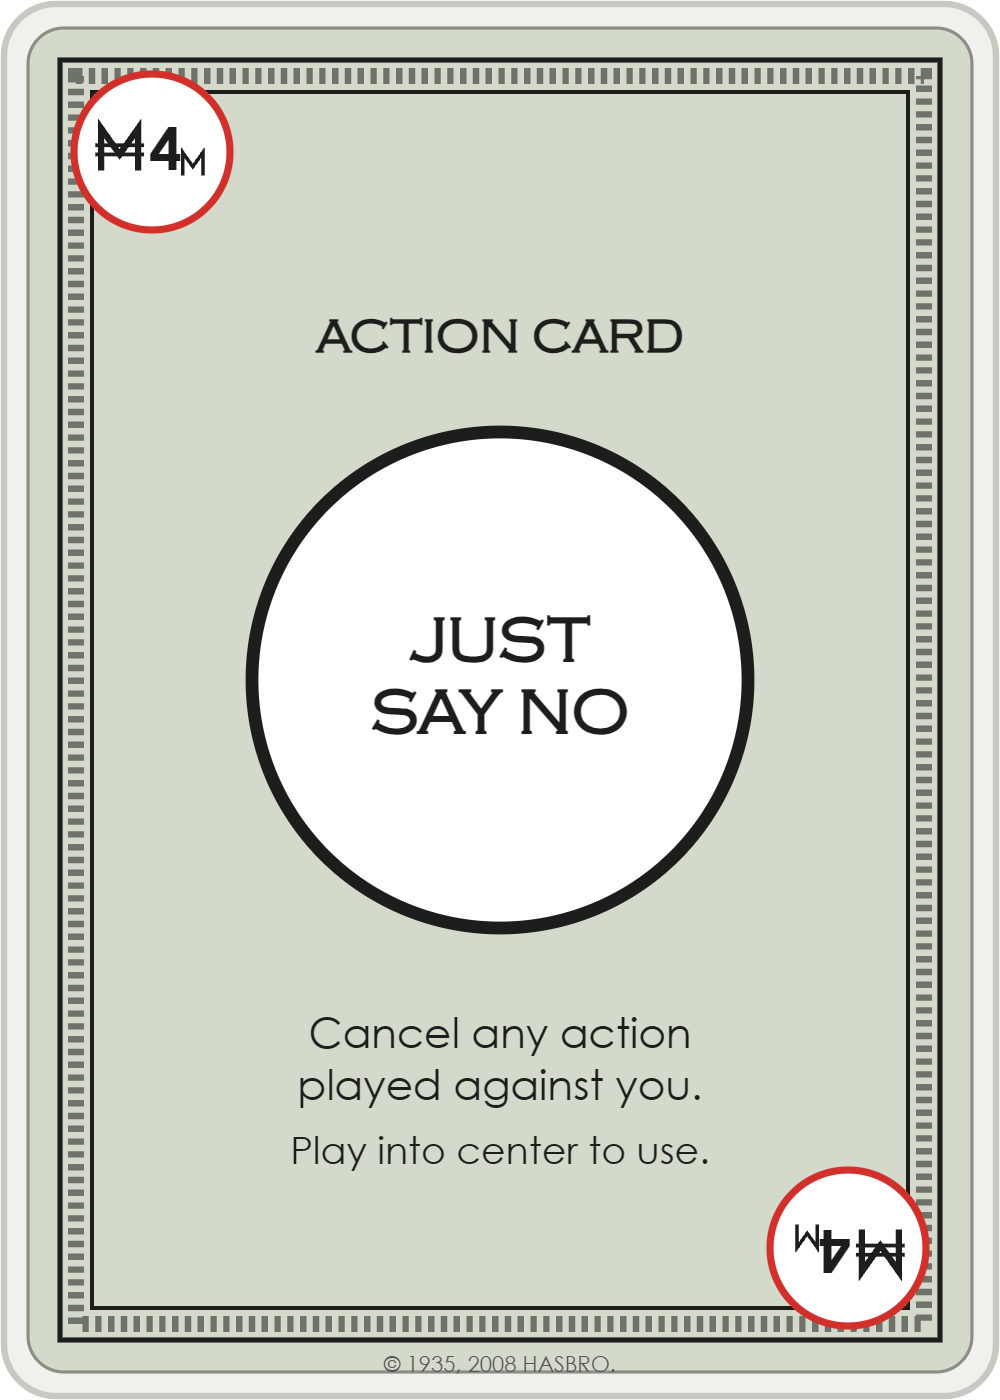 ₩4M
ACTION CARD
JUST
SAY NO
Cancel any action
played against you.
Play into center to use.
₩4M
© 1935, 2008 HASBRO.